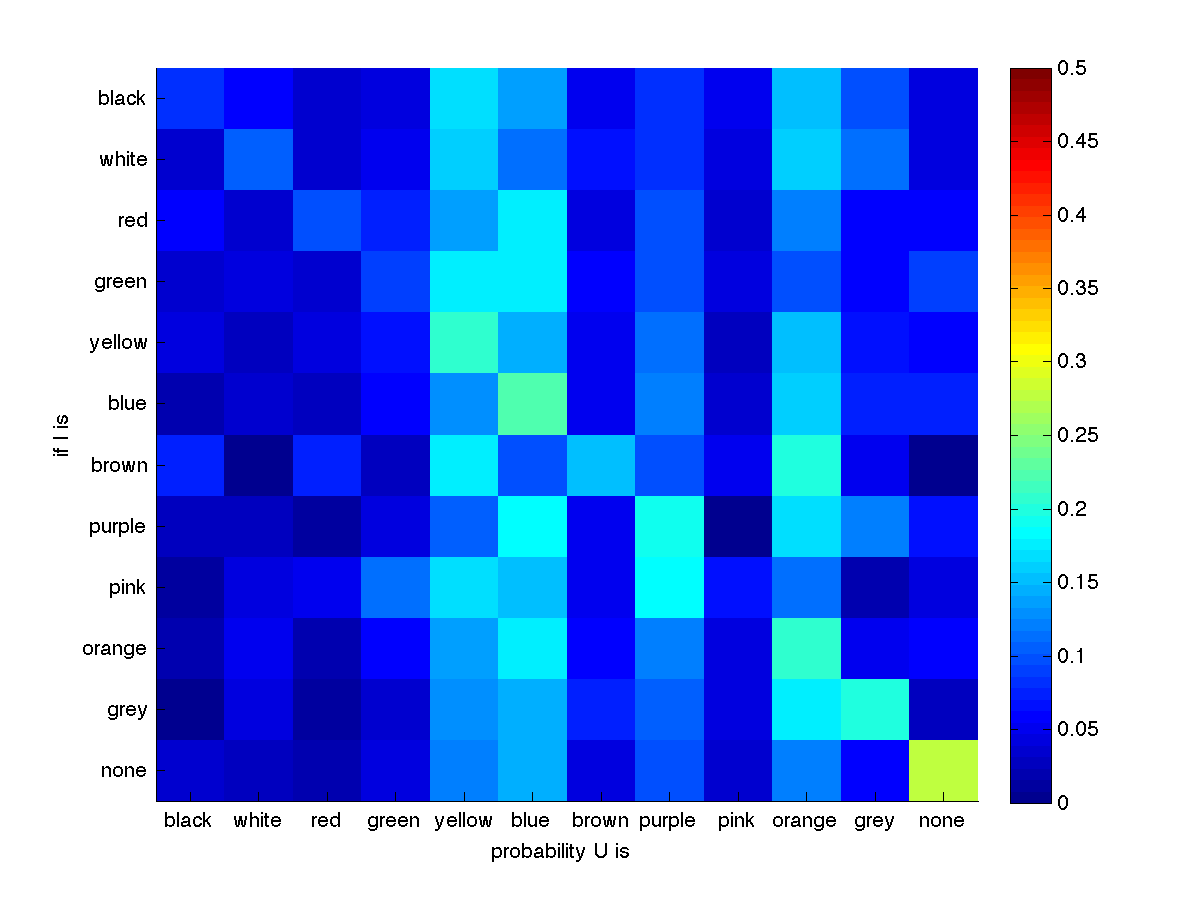 black
white
red
green
yellow
blue
brown
purple
pink
orange
grey
none
if I is
black white red green yellow blue brown purple pink orange grey none
probability U is
0.5
0.45
0.4
0.35
0.3
0.25
0.2
0.15
0.1
0.05
0